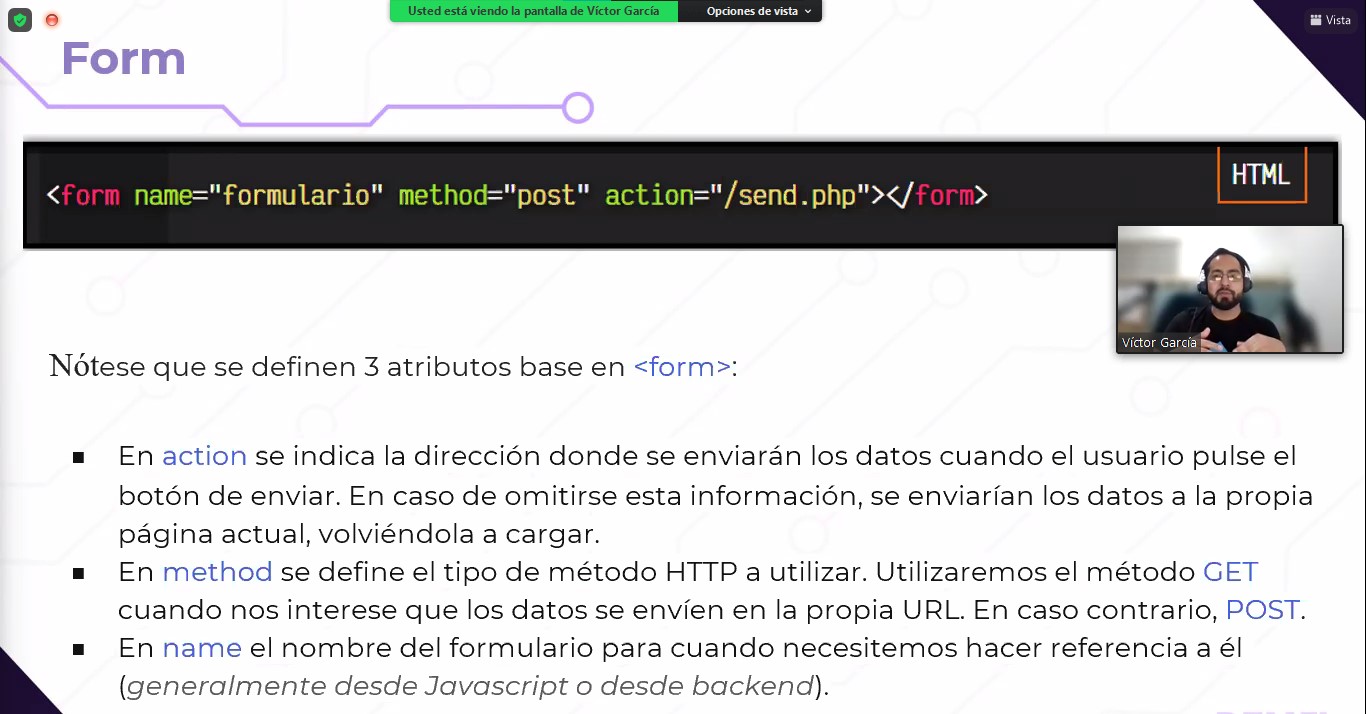 Usted está viendo la pantalla de Víctor García
Opciones de vista
Vista
Form
<form name="formulario" method="post" action="/send.php"></form>
HTML
Víctor García
Nótese que se definen 3 atributos base en <form>:
■ En action se indica la dirección donde se enviarán los datos cuando el usuario pulse el
botón de enviar. En caso de omitirse esta información, se enviarían los datos a la propia
página actual, volviéndola a cargar.
■ En method se define el tipo de método HTTP a utilizar. Utilizaremos el método GET
cuando nos interese que los datos se envíen en la propia URL. En caso contrario, POST.
■ En name el nombre del formulario para cuando necesitemos hacer referencia a él
(generalmente desde Javascript o desde backend).